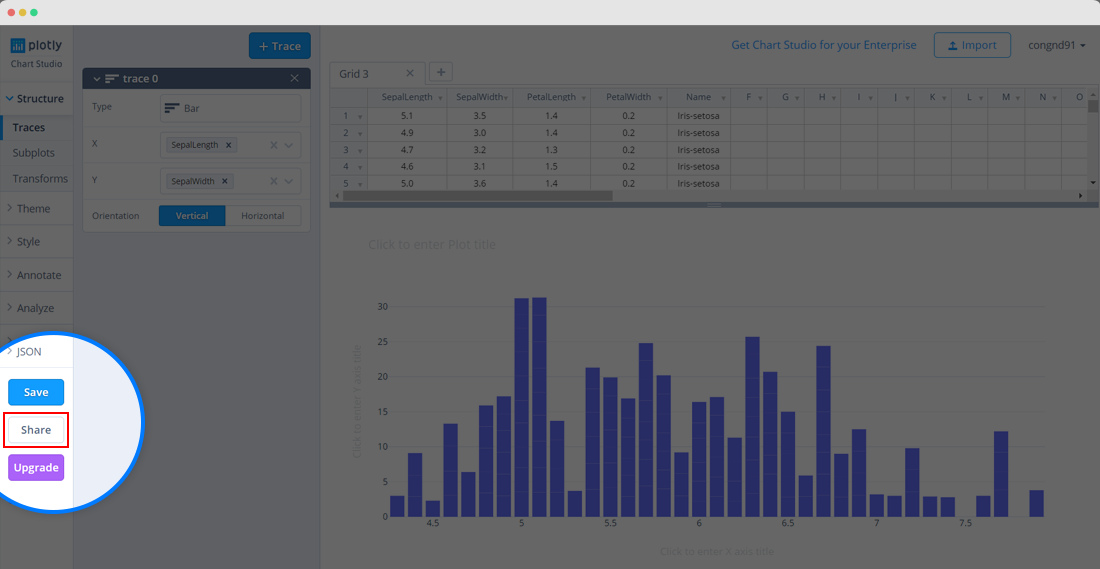 plotly
Chart Studio
Structure
Traces
Subplots
Transforms
Theme
Style
Annotate
Analyze
JSON
Save
Share
Upgrade
+ Trace
trace 0
Type
Bar
X
SepalLength ×
Y
SepalWidth ×
Orientation
Vertical
Horizontal
Get Chart Studio for your Enterprise
Import
congnd91
Grid 3
SepalLength SepalWidth PetalLength PetalWidth Name F G H I J K L M N O
1 5.1 3.5 1.4 0.2 Iris-setosa
2 4.9 3.0 1.4 0.2 Iris-setosa
3 4.7 3.2 1.3 0.2 Iris-setosa
4 4.6 3.1 1.5 0.2 Iris-setosa
5 5.0 3.6 1.4 0.2 Iris-setosa
Click to enter Plot title
Click to enter Y axis title
30
25
20
15
10
5
0
4.5 5 5.5 6 6.5 7 7.5
Click to enter X axis title